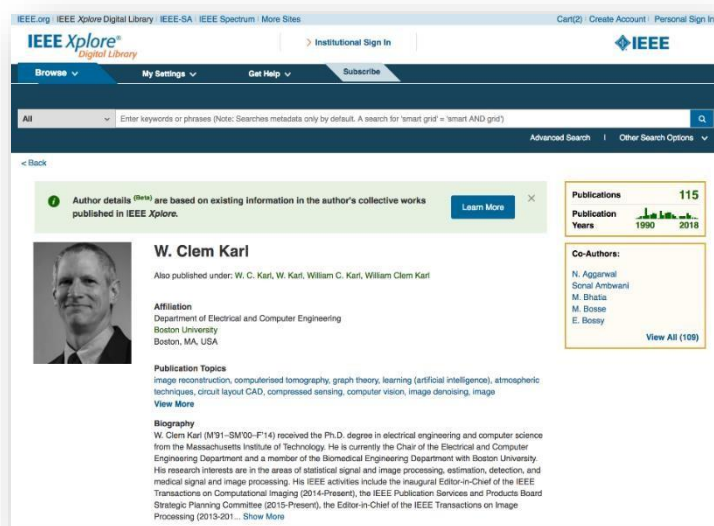 IEEE.org | IEEE Xplore Digital Library | IEEE-SA | IEEE Spectrum | More Sites
Cart(2) | Create Account | Personal Sign In
IEEE Xplore®
Digital Library
> Institutional Sign In
IEEE
Browse
My Settings
Get Help
Subscribe
All
Enter keywords or phrases (Note: Searches metadata only by default. A search for 'smart grid' = 'smart AND grid')
Advanced Search | Other Search Options
< Back
Author details (Beta) are based on existing information in the author's collective works
published in IEEE Xplore.
Learn More
W. Clem Karl
Also published under: W. C. Karl, W. Karl, William C. Karl, William Clem Karl
Affiliation
Department of Electrical and Computer Engineering
Boston University
Boston, MA, USA
Publication Topics
image reconstruction, computerised tomography, graph theory, learning (artificial intelligence), atmospheric
techniques, circuit layout CAD, compressed sensing, computer vision, image denoising, image
View More
Biography
W. Clem Karl (M'91–SM'00–F'14) received the Ph.D. degree in electrical engineering and computer science
from the Massachusetts Institute of Technology. He is currently the Chair of the Electrical and Computer
Engineering Department and a member of the Biomedical Engineering Department with Boston University.
His research interests are in the areas of statistical signal and image processing, estimation, detection, and
medical signal and image processing. His IEEE activities include the inaugural Editor-in-Chief of the IEEE
Transactions on Computational Imaging (2014-Present), the IEEE Publication Services and Products Board
Strategic Planning Committee (2015-Present), the Editor-in-Chief of the IEEE Transactions on Image
Processing (2013-201... Show More
Publications 115
Publication
Years
1990 2018
Co-Authors:
N. Aggarwal
Sonal Ambwani
M. Bhatia
M. Bosse
E. Bossy
View All (109)